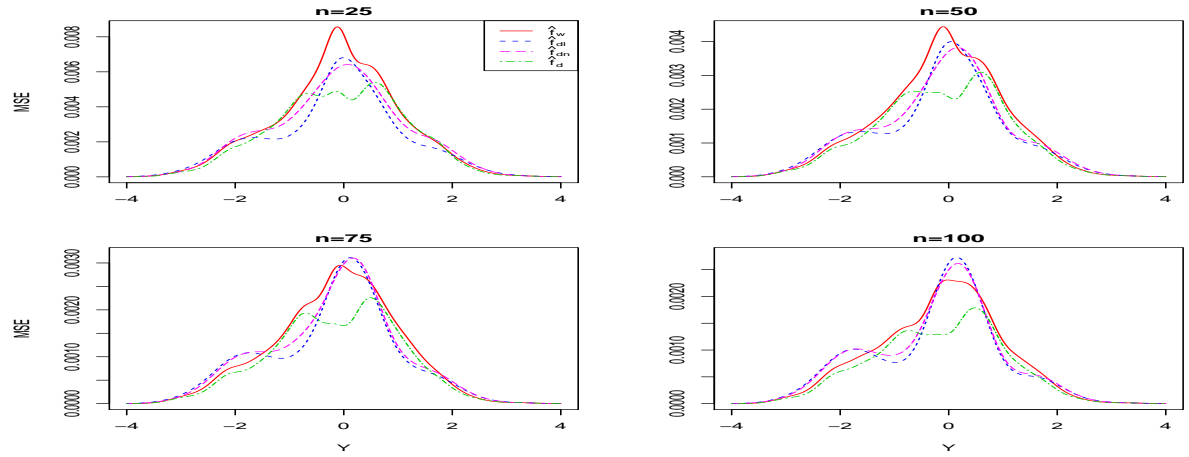 n=25
MSE
0.000 0.002 0.004 0.006 0.008
−4 −2 0 2 4
f̂w
f̂dl
f̂dn
f̂d
n=50
0.000 0.001 0.002 0.003 0.004
−4 −2 0 2 4
n=75
MSE
0.0000 0.0010 0.0020 0.0030
−4 −2 0 2 4
Y
n=100
0.0000 0.0010 0.0020
−4 −2 0 2 4
Y